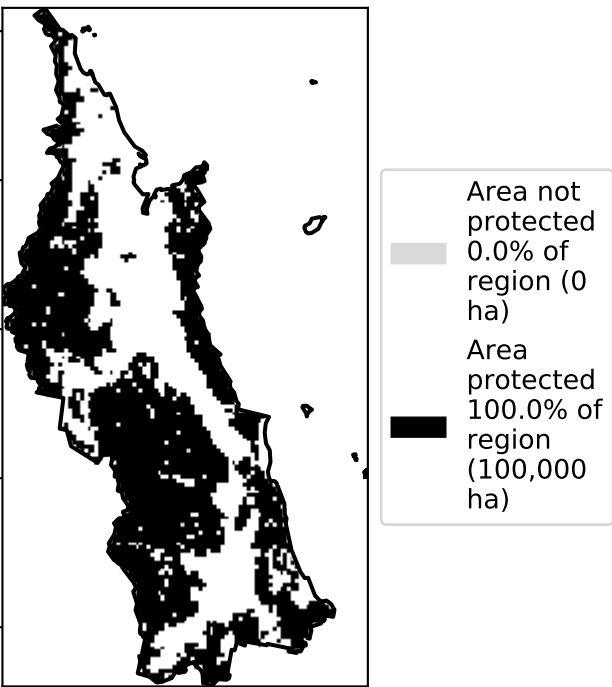 Area not
protected
0.0% of
region (0
ha)
Area
protected
100.0% of
region
(100,000
ha)